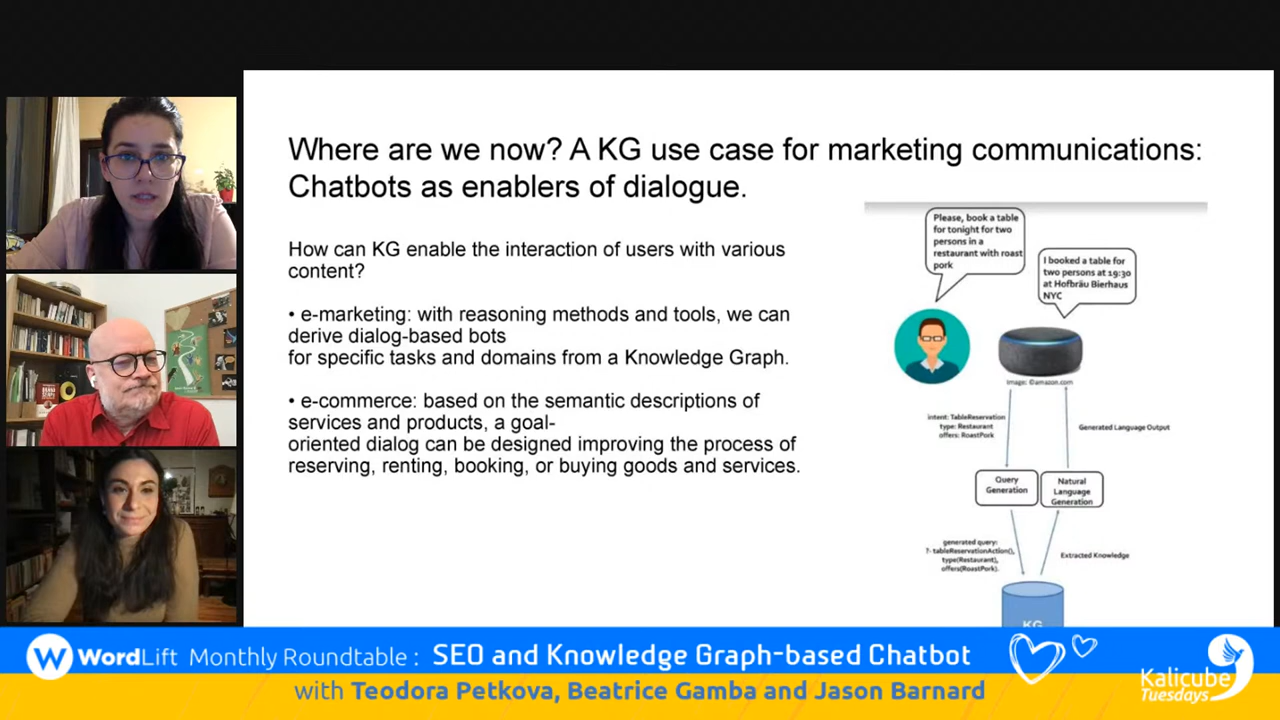 Where are we now? A KG use case for marketing communications:
Chatbots as enablers of dialogue.
How can KG enable the interaction of users with various
content?
• e-marketing: with reasoning methods and tools, we can
derive dialog-based bots
for specific tasks and domains from a Knowledge Graph.
• e-commerce: based on the semantic descriptions of
services and products, a goal-
oriented dialog can be designed improving the process of
reserving, renting, booking, or buying goods and services.
Please, book a table
for tonight for two
persons in a
restaurant with roast
pork
I booked a table for
two persons at 19:30
at Hofbräu Bierhaus
NYC
Image: ©amazon.com
intent: TableReservation
type: Restaurant
offers: RoastPork
Generated Language Output
Query
Generation
Natural
Language
Generation
generated query:
?- tableReservationAction(),
type(Restaurant),
offers(RoastPork).
Extracted Knowledge
KG
W WordLift Monthly Roundtable : SEO and Knowledge Graph-based Chatbot
with Teodora Petkova, Beatrice Gamba and Jason Barnard
Kalicube
Tuesdays